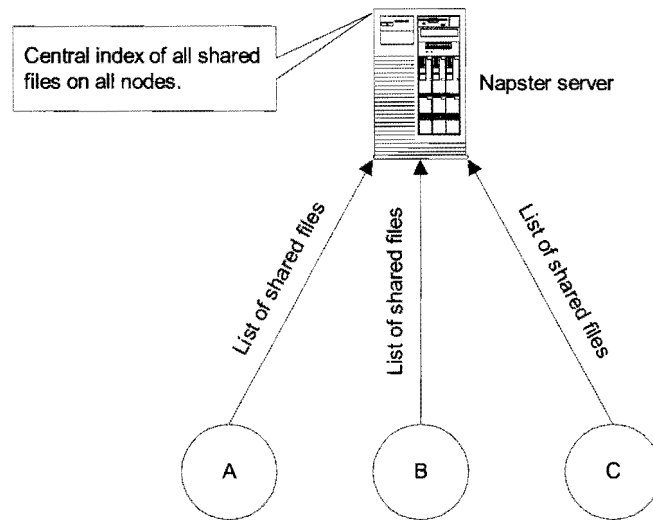 Central index of all shared
files on all nodes.
Napster server
List of shared files
List of shared files
List of shared files
A
B
C